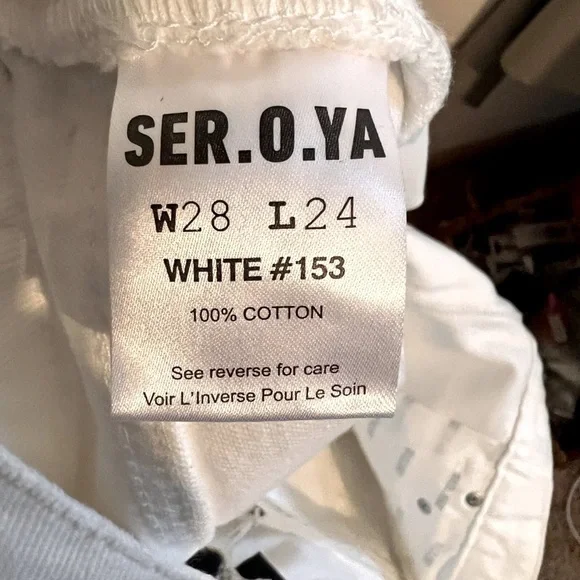 SER.O.YA
W28 L24
WHITE #153
100% COTTON
See reverse for care
Voir L'Inverse Pour Le Soin